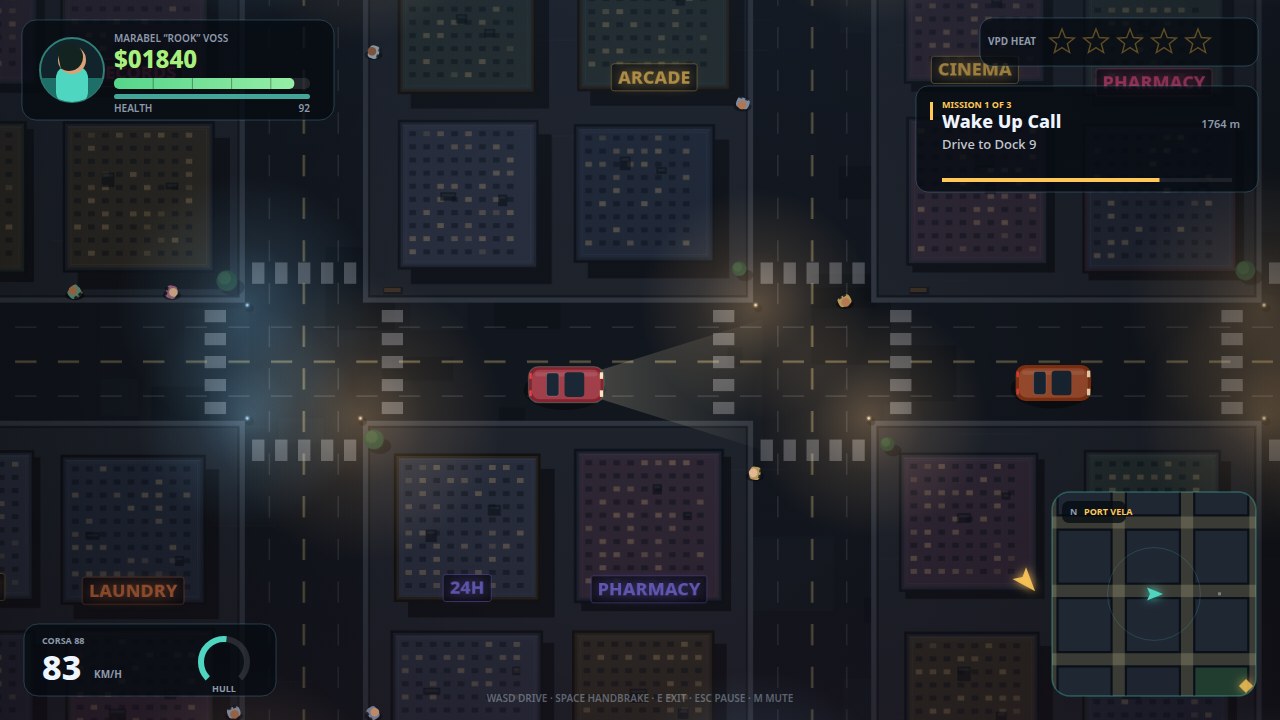 MARABEL "ROOK" VOSS
$01840
HEALTH 92
ARCADE
VPD HEAT
CINEMA
PHARMACY
MISSION 1 OF 3
Wake Up Call
1764 m
Drive to Dock 9
LAUNDRY
24H
PHARMACY
N PORT VELA
CORSA 88
83 KM/H
HULL
WASD DRIVE · SPACE HANDBRAKE · E EXIT · ESC PAUSE · M MUTE